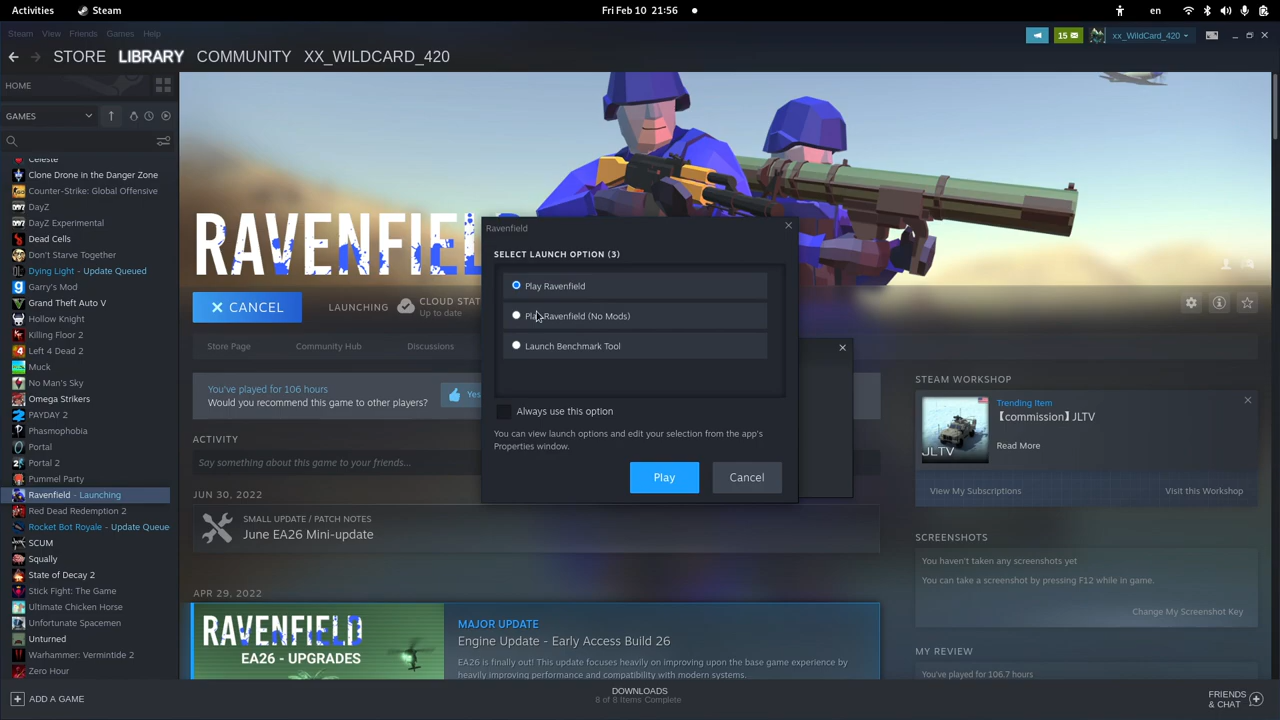 Activities Steam Fri Feb 10 21:56 en
Steam View Friends Games Help 15 xx_WildCard_420
STORE LIBRARY COMMUNITY XX_WILDCARD_420
HOME
GAMES
Celeste
Clone Drone in the Danger Zone
Counter-Strike: Global Offensive
DayZ
DayZ Experimental
Dead Cells
Don't Starve Together
Dying Light - Update Queued
Garry's Mod
Grand Theft Auto V
Hollow Knight
Killing Floor 2
Left 4 Dead 2
Muck
No Man's Sky
Omega Strikers
PAYDAY 2
Phasmophobia
Portal
Portal 2
Pummel Party
Ravenfield - Launching
Red Dead Redemption 2
Rocket Bot Royale - Update Queue
SCUM
Squally
State of Decay 2
Stick Fight: The Game
Ultimate Chicken Horse
Unfortunate Spacemen
Unturned
Warhammer: Vermintide 2
Zero Hour
ADD A GAME
RAVENFIEL
CANCEL LAUNCHING CLOUD STAT
Up to date
Store Page Community Hub Discussions
You've played for 106 hours
Would you recommend this game to other players? Yes
ACTIVITY
Say something about this game to your friends...
JUN 30, 2022
SMALL UPDATE / PATCH NOTES
June EA26 Mini-update
APR 29, 2022
RAVENFIELD
EA26 - UPGRADES
MAJOR UPDATE
Engine Update - Early Access Build 26
EA26 is finally out! This update focuses heavily on improving upon the base game experience by
heavily improving performance and compatibility with modern systems.
Ravenfield
SELECT LAUNCH OPTION (3)
Play Ravenfield
Play Ravenfield (No Mods)
Launch Benchmark Tool
Always use this option
You can view launch options and edit your selection from the app's
Properties window.
Play Cancel
STEAM WORKSHOP
JLTV
Trending Item
【commission】JLTV
Read More
View My Subscriptions Visit this Workshop
SCREENSHOTS
You haven't taken any screenshots yet
You can take a screenshot by pressing F12 while in game.
Change My Screenshot Key
MY REVIEW
You've played for 106.7 hours
DOWNLOADS
8 of 8 Items Complete
FRIENDS
& CHAT